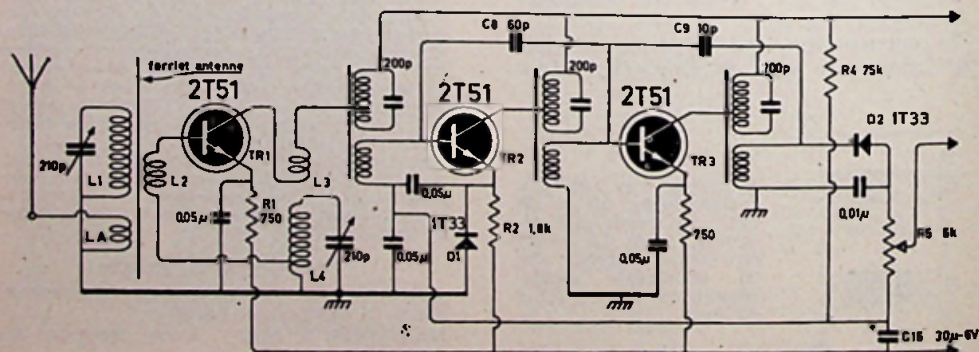 C8 60p
C9 10p
ferriet antenne
200p
200p
200p
2T51
2T51
2T51
R4 75k
D2 1T33
210p
L1
L2
TR1
L3
TR2
TR3
0,05µ
0,01µ
0,05µ
R1
750
1T33
R2 1,8k
750
R5 5k
LA
L4
210p
0,05µ
D1
0,05µ
C16 30µ-6V